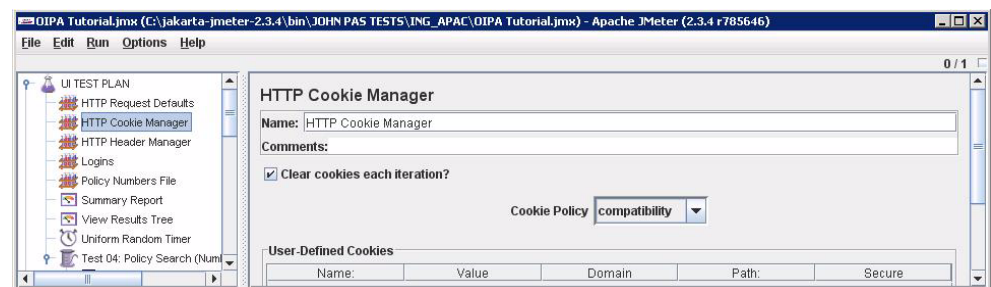 OIPA Tutorial.jmx (C:\jakarta-jmeter-2.3.4\bin\JOHN PAS TESTS\ING_APAC\OIPA Tutorial.jmx) - Apache JMeter (2.3.4 r785646)
File Edit Run Options Help
0 / 1
UI TEST PLAN
HTTP Request Defaults
HTTP Cookie Manager
HTTP Header Manager
Logins
Policy Numbers File
Summary Report
View Results Tree
Uniform Random Timer
Test 04: Policy Search (Numl
HTTP Cookie Manager
Name: HTTP Cookie Manager
Comments:
Clear cookies each iteration?
Cookie Policy compatibility
User-Defined Cookies
Name: Value Domain Path: Secure